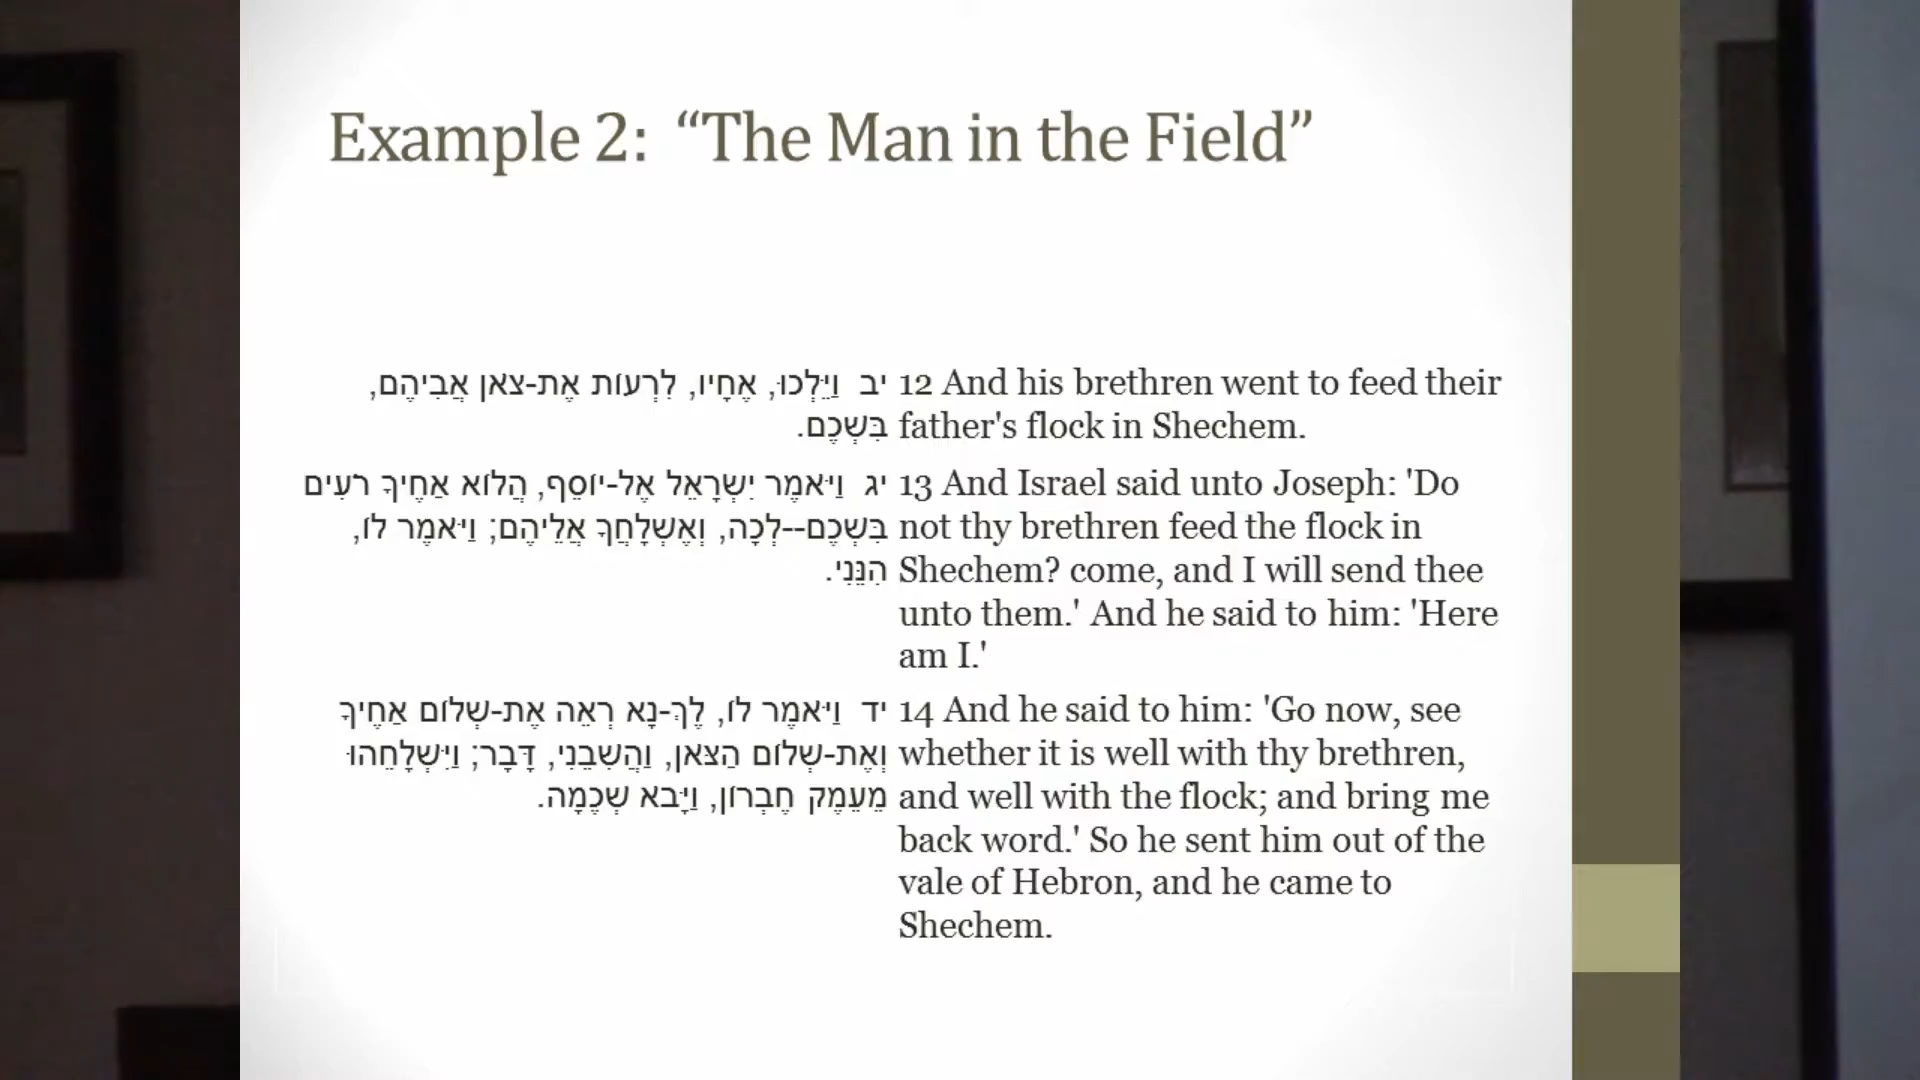 Example 2: “The Man in the Field”
יב וַיֵּלְכוּ, אֶחָיו, לִרְעוֹת אֶת-צֹאן אֲבִיהֶם,
בִּשְׁכֶם.
12 And his brethren went to feed their
father's flock in Shechem.
יג וַיֹּאמֶר יִשְׂרָאֵל אֶל-יוֹסֵף, הֲלוֹא אַחֶיךָ רֹעִים
בִּשְׁכֶם--לְכָה, וְאֶשְׁלָחֲךָ אֲלֵיהֶם; וַיֹּאמֶר לוֹ,
הִנֵּנִי.
13 And Israel said unto Joseph: 'Do
not thy brethren feed the flock in
Shechem? come, and I will send thee
unto them.' And he said to him: 'Here
am I.'
יד וַיֹּאמֶר לוֹ, לֶךְ-נָא רְאֵה אֶת-שְׁלוֹם אַחֶיךָ
וְאֶת-שְׁלוֹם הַצֹּאן, וַהֲשִׁבֵנִי, דָּבָר; וַיִּשְׁלָחֵהוּ
מֵעֵמֶק חֶבְרוֹן, וַיָּבֹא שְׁכֶמָה.
14 And he said to him: 'Go now, see
whether it is well with thy brethren,
and well with the flock; and bring me
back word.' So he sent him out of the
vale of Hebron, and he came to
Shechem.